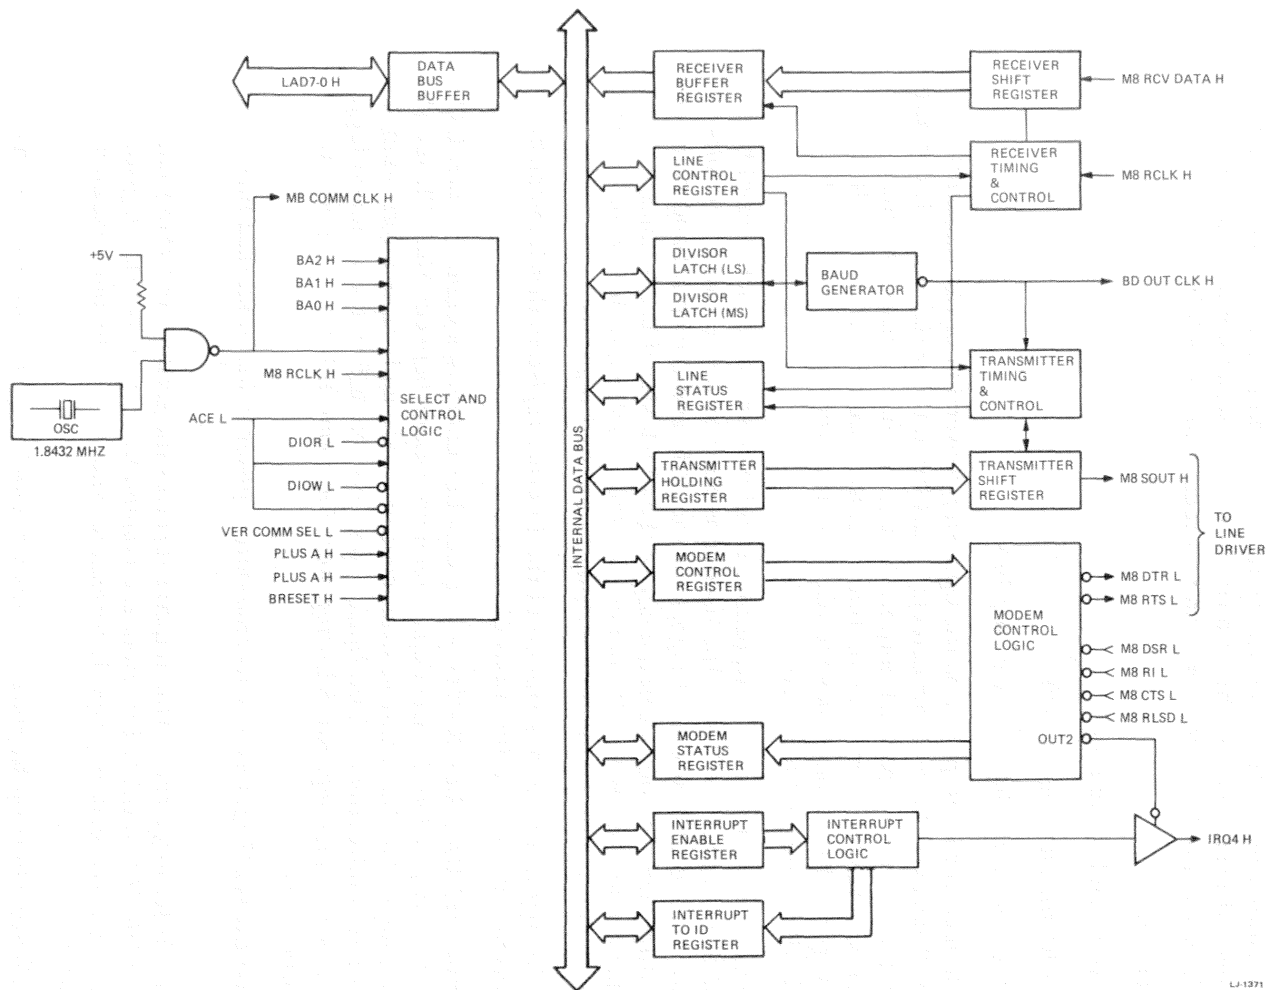 LAD7-0 H
DATA
BUS
BUFFER
RECEIVER
BUFFER
REGISTER
RECEIVER
SHIFT
REGISTER
M8 RCV DATA H
LINE
CONTROL
REGISTER
RECEIVER
TIMING
&
CONTROL
M8 RCLK H
MB COMM CLK H
+5V
BA2 H
BA1 H
BA0 H
M8 RCLK H
OSC
1.8432 MHZ
ACE L
DIOR L
DIOW L
VER COMM SEL L
PLUS A H
PLUS A H
BRESET H
SELECT AND
CONTROL
LOGIC
INTERNAL DATA BUS
DIVISOR
LATCH (LS)
DIVISOR
LATCH (MS)
BAUD
GENERATOR
BD OUT CLK H
LINE
STATUS
REGISTER
TRANSMITTER
TIMING
&
CONTROL
TRANSMITTER
HOLDING
REGISTER
TRANSMITTER
SHIFT
REGISTER
M8 SOUT H
TO
LINE
DRIVER
MODEM
CONTROL
REGISTER
MODEM
CONTROL
LOGIC
M8 DTR L
M8 RTS L
M8 DSR L
M8 RI L
M8 CTS L
M8 RLSD L
OUT2
MODEM
STATUS
REGISTER
INTERRUPT
ENABLE
REGISTER
INTERRUPT
CONTROL
LOGIC
IRQ4 H
INTERRUPT
TO ID
REGISTER
LJ-1371